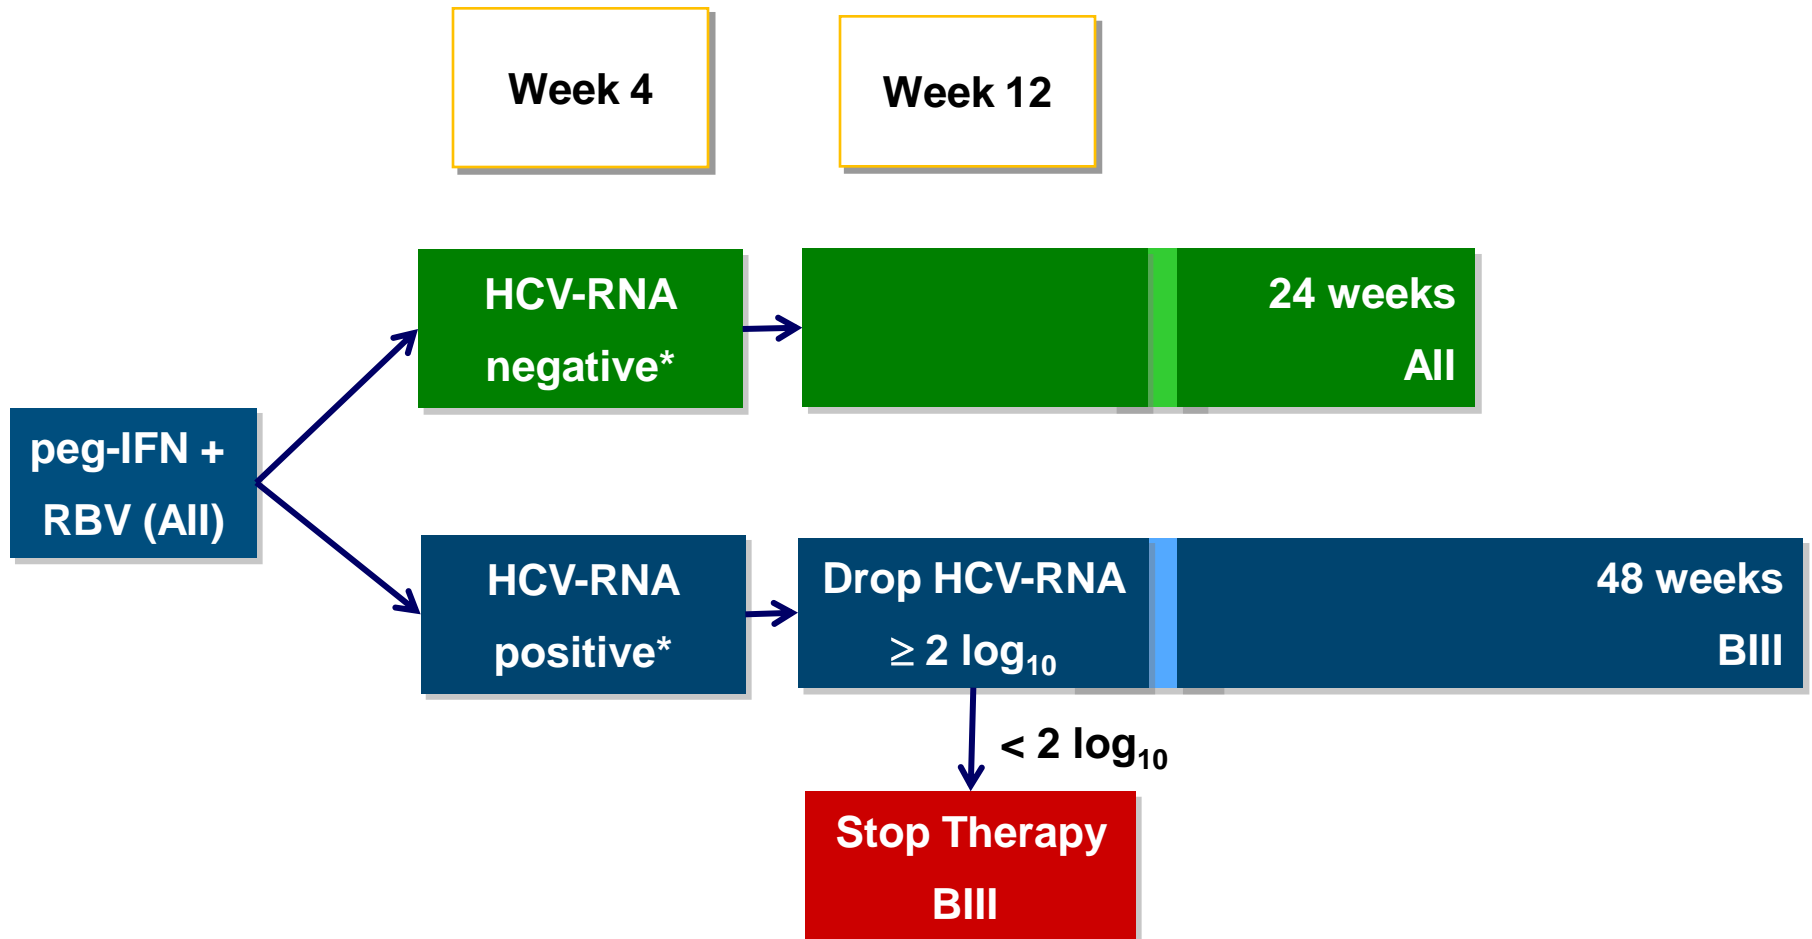 Week 4
Week 12
HCV-RNA
negative*
24 weeks
AII
peg-IFN +
RBV (AII)
HCV-RNA
positive*
Drop HCV-RNA
≥ 2 log₁₀
48 weeks
BIII
< 2 log₁₀
Stop Therapy
BIII